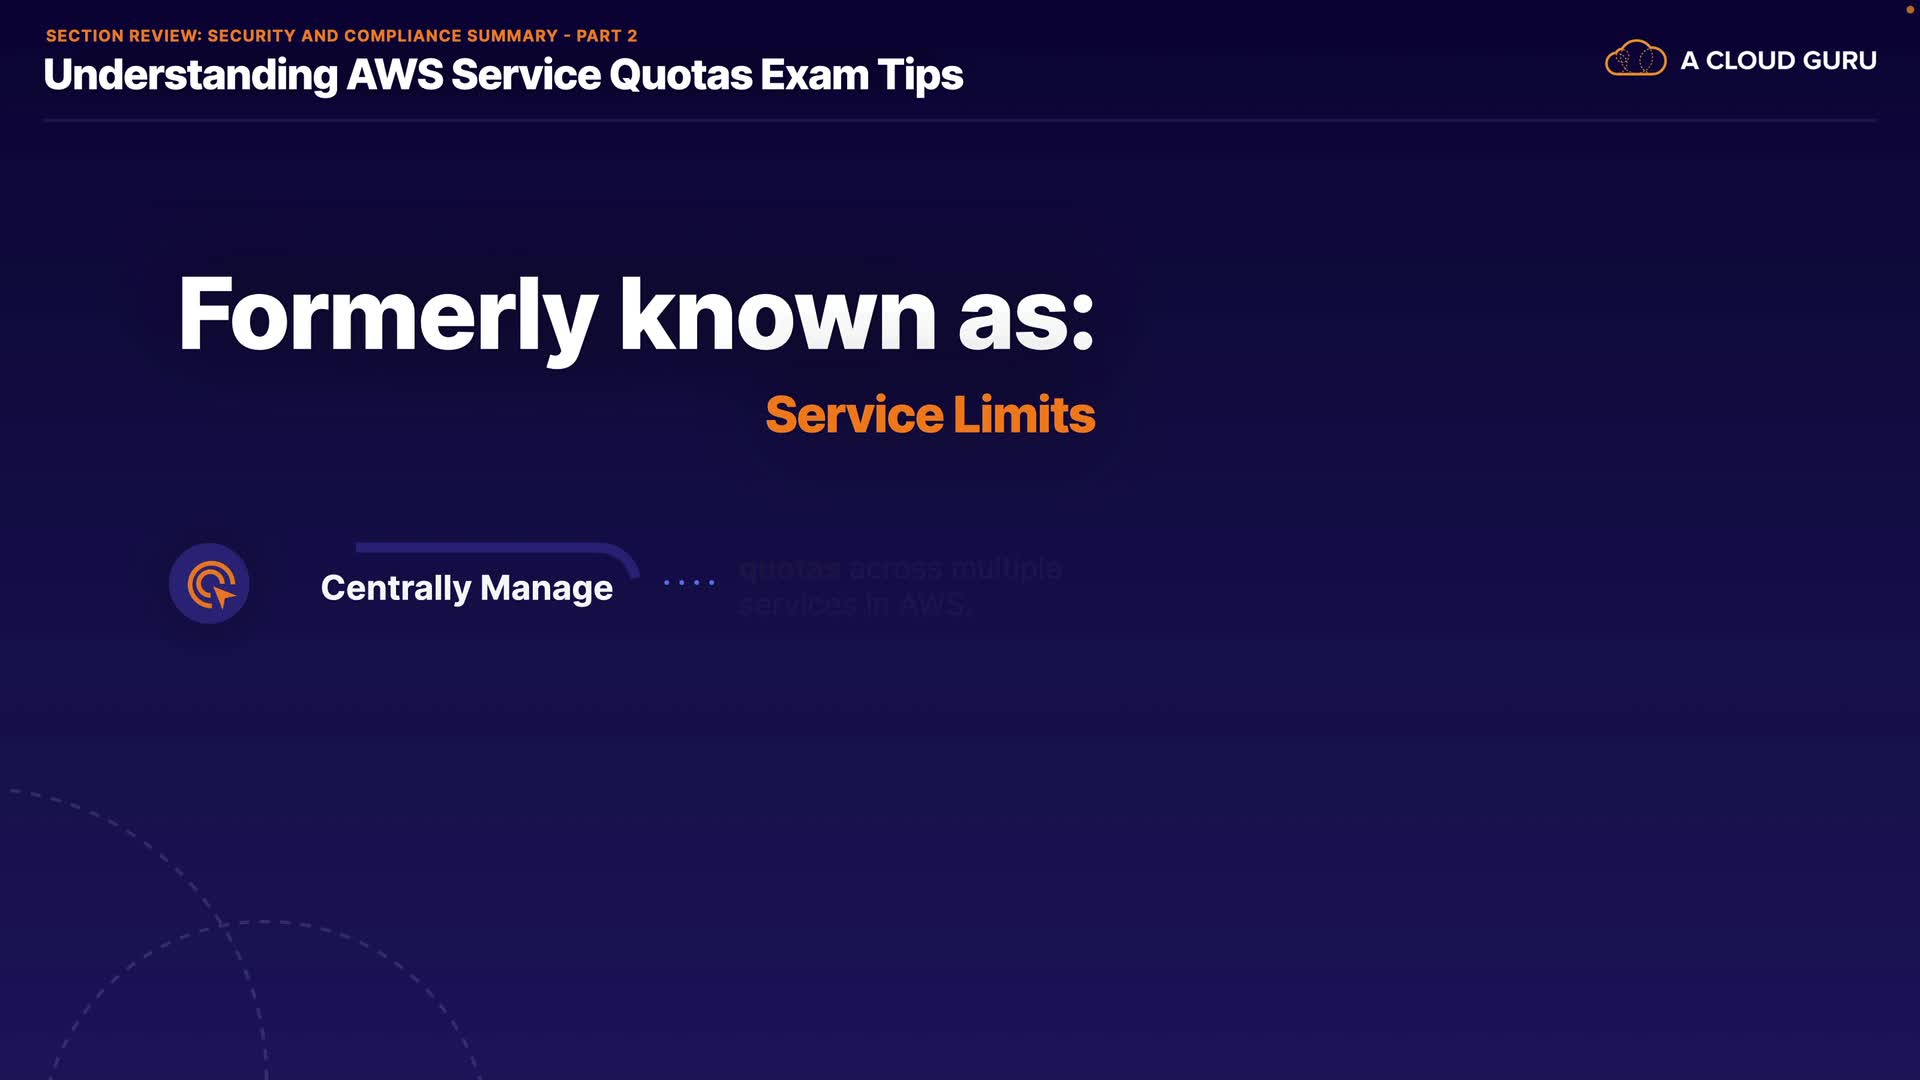 SECTION REVIEW: SECURITY AND COMPLIANCE SUMMARY - PART 2
Understanding AWS Service Quotas Exam Tips
A CLOUD GURU
Formerly known as:
Service Limits
Centrally Manage
quotas across multiple
services in AWS.